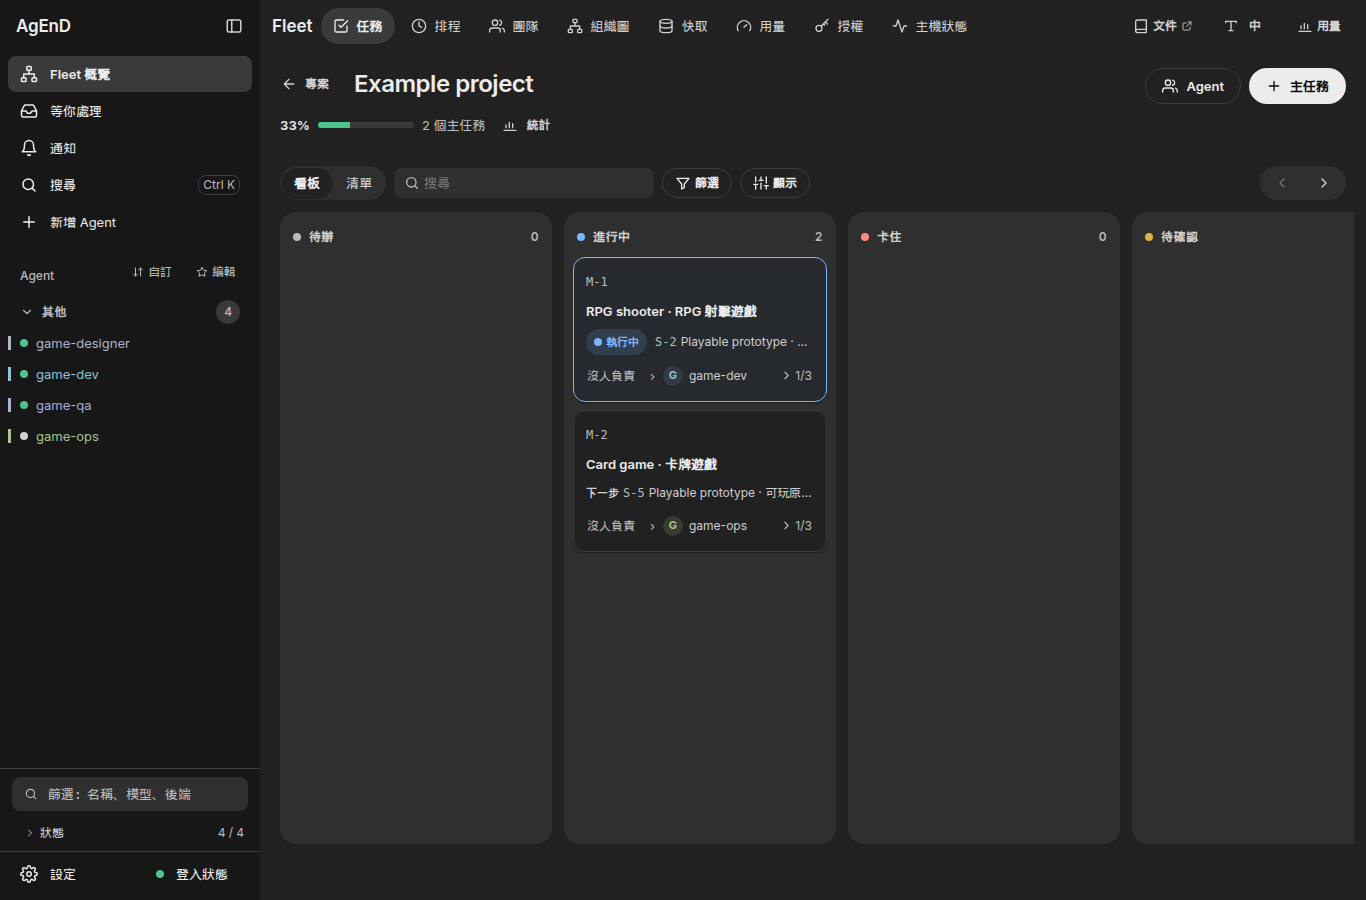 AgEnD
Fleet 概覽
等你處理
通知
搜尋 Ctrl K
新增 Agent
Agent 自訂 編輯
其他 4
game-designer
game-dev
game-qa
game-ops
篩選：名稱、模型、後端
狀態 4 / 4
設定 登入狀態
Fleet 任務 排程 團隊 組織圖 快取 用量 授權 主機狀態 文件 中 用量
專案 Example project Agent 主任務
33% 2 個主任務 統計
看板 清單 搜尋 篩選 顯示
待辦 0
進行中 2
M-1
RPG shooter · RPG 射擊遊戲
執行中 S-2 Playable prototype · ...
沒人負責 › G game-dev 1/3
M-2
Card game · 卡牌遊戲
下一步 S-5 Playable prototype · 可玩原...
沒人負責 › G game-ops 1/3
卡住 0
待確認